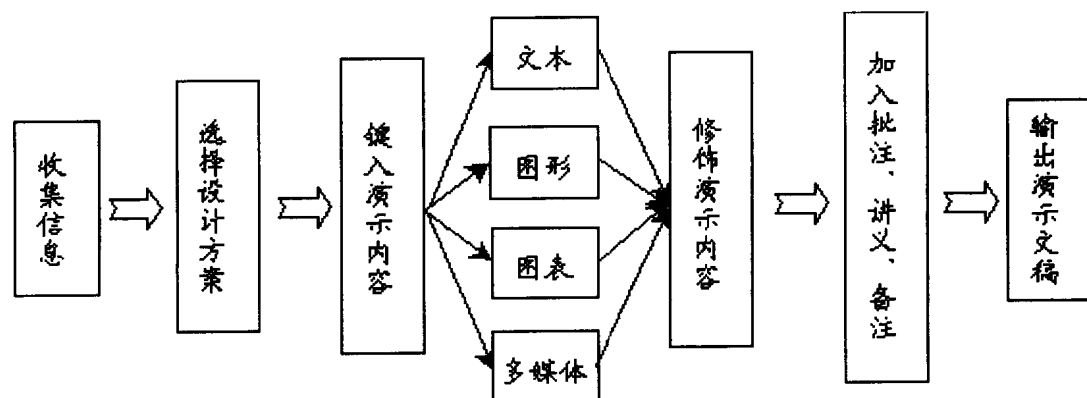 收集信息
选择设计方案
键入演示内容
文本
图形
图表
多媒体
修饰演示内容
加入批注、讲义、备注
输出演示文稿